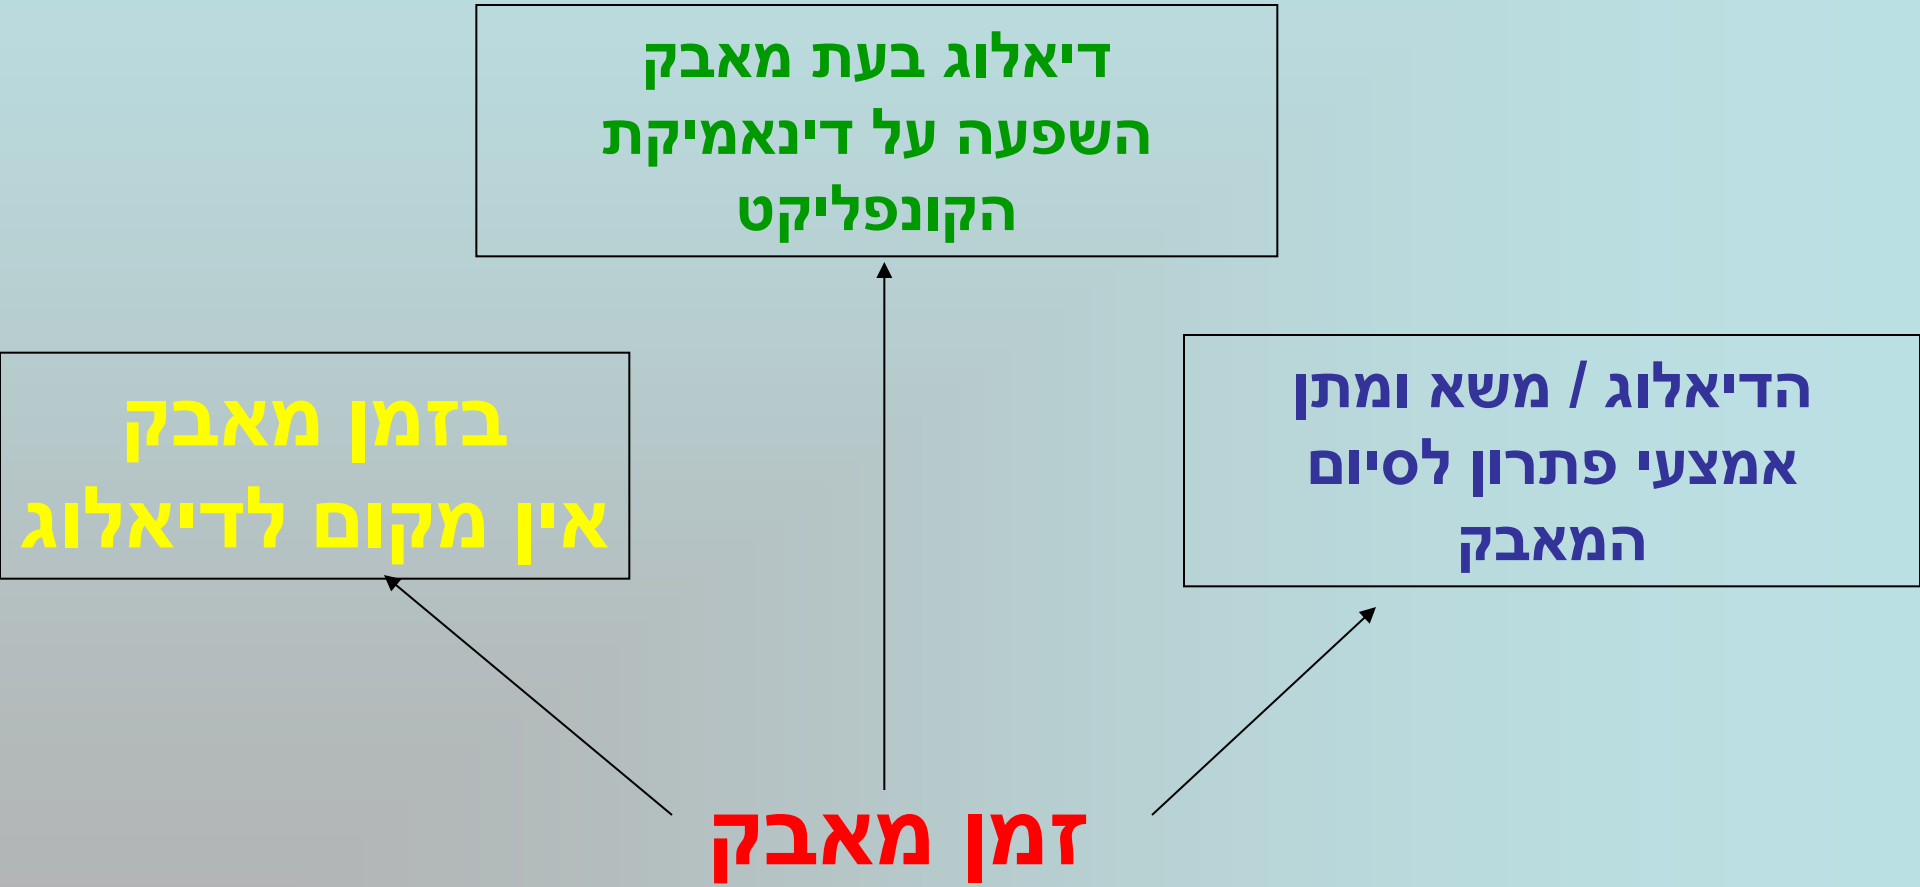 דיאלוג בעת מאבק
השפעה על דינאמיקת
הקונפליקט
הדיאלוג / משא ומתן
אמצעי פתרון לסיום
המאבק
בזמן מאבק
אין מקום לדיאלוג
זמן מאבק